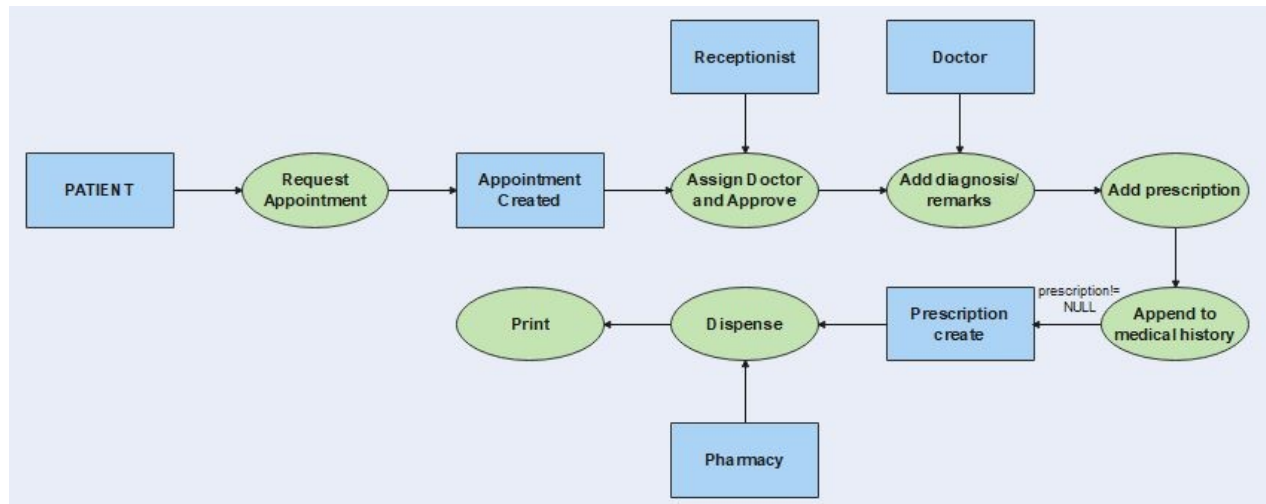 Receptionist
Doctor
PATIENT
Request
Appointment
Appointment
Created
Assign Doctor
and Approve
Add diagnosis/
remarks
Add prescription
Print
Dispense
Prescription
create
prescription!=
NULL
Append to
medical history
Pharmacy